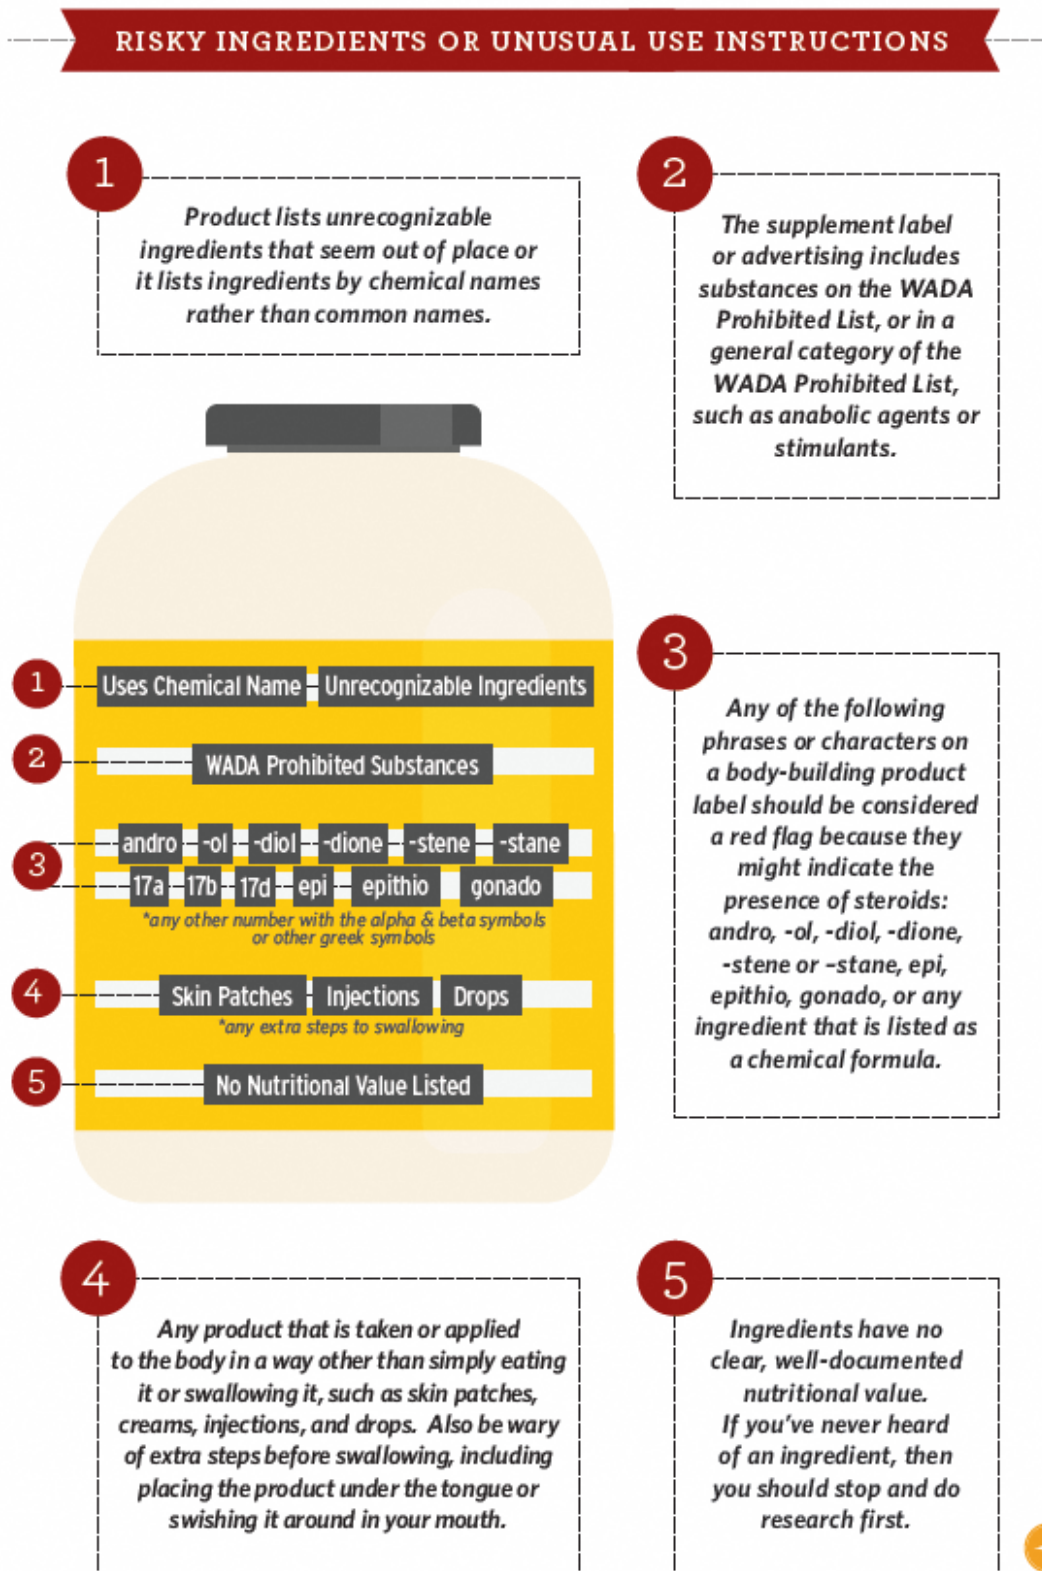 RISKY INGREDIENTS OR UNUSUAL USE INSTRUCTIONS
1
Product lists unrecognizable
ingredients that seem out of place or
it lists ingredients by chemical names
rather than common names.
2
The supplement label
or advertising includes
substances on the WADA
Prohibited List, or in a
general category of the
WADA Prohibited List,
such as anabolic agents or
stimulants.
1 Uses Chemical Name Unrecognizable Ingredients
2 WADA Prohibited Substances
3 andro -ol -diol -dione -stene -stane
17a 17b 17d epi epithio gonado
*any other number with the alpha & beta symbols
or other greek symbols
4 Skin Patches Injections Drops
*any extra steps to swallowing
5 No Nutritional Value Listed
3
Any of the following
phrases or characters on
a body-building product
label should be considered
a red flag because they
might indicate the
presence of steroids:
andro, -ol, -diol, -dione,
-stene or –stane, epi,
epithio, gonado, or any
ingredient that is listed as
a chemical formula.
4
Any product that is taken or applied
to the body in a way other than simply eating
it or swallowing it, such as skin patches,
creams, injections, and drops. Also be wary
of extra steps before swallowing, including
placing the product under the tongue or
swishing it around in your mouth.
5
Ingredients have no
clear, well-documented
nutritional value.
If you've never heard
of an ingredient, then
you should stop and do
research first.